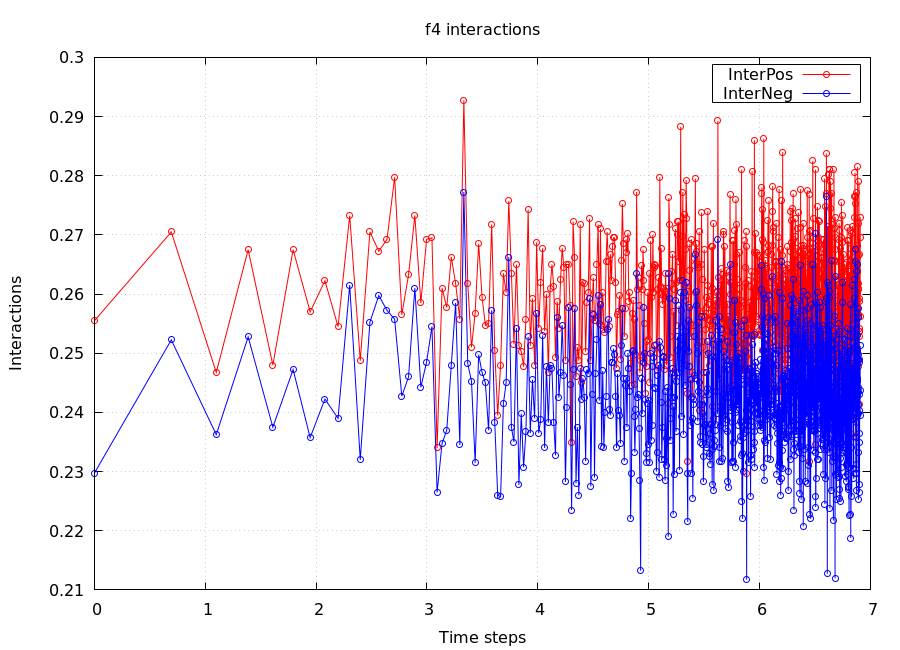 f4 interactions
InterPos
InterNeg
Interactions
0.3
0.29
0.28
0.27
0.26
0.25
0.24
0.23
0.22
0.21
0 1 2 3 4 5 6 7
Time steps